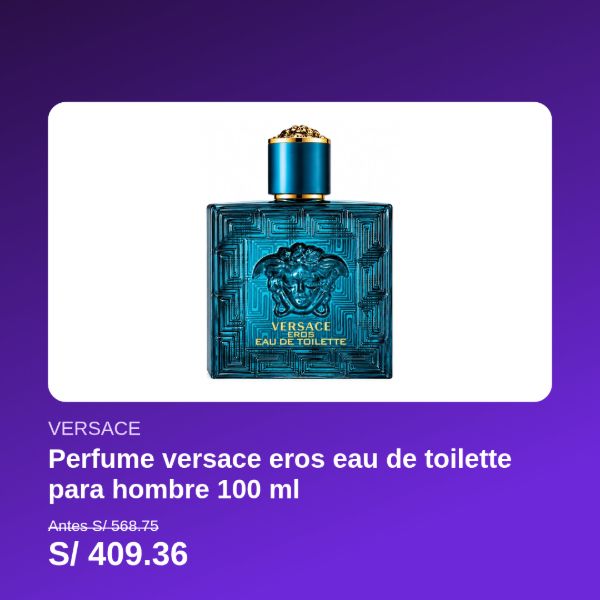 VERSACE
EROS
EAU DE TOILETTE
VERSACE
Perfume versace eros eau de toilette
para hombre 100 ml
Antes S/ 568.75
S/ 409.36